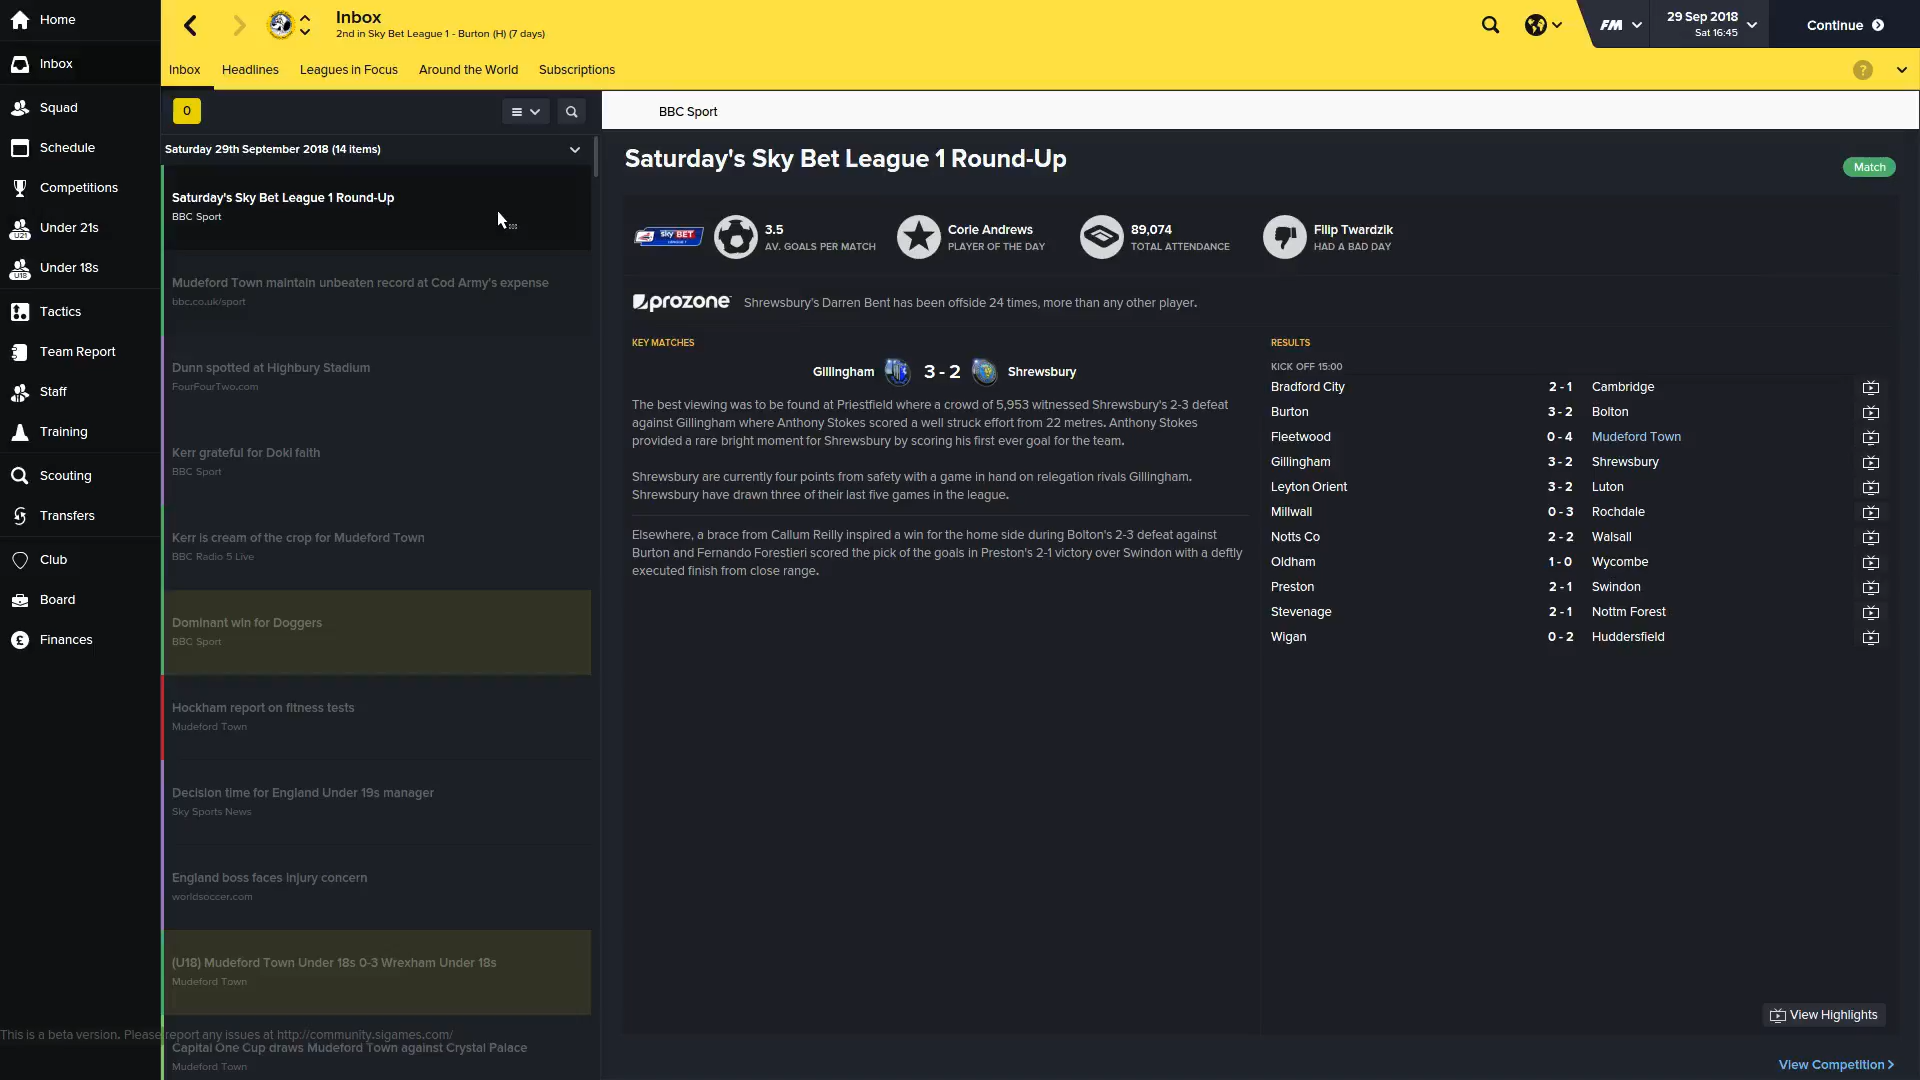 Home
Inbox
Squad
Schedule
Competitions
Under 21s
Under 18s
Tactics
Team Report
Staff
Training
Scouting
Transfers
Club
Board
Finances
Inbox
2nd in Sky Bet League 1 - Burton (H) (7 days)
FM
29 Sep 2018
Sat 16:45
Continue
Inbox Headlines Leagues in Focus Around the World Subscriptions
?
0
Saturday 29th September 2018 (14 items)
Saturday's Sky Bet League 1 Round-Up
BBC Sport
Mudeford Town maintain unbeaten record at Cod Army's expense
bbc.co.uk/sport
Dunn spotted at Highbury Stadium
FourFourTwo.com
Kerr grateful for Doki faith
BBC Sport
Kerr is cream of the crop for Mudeford Town
BBC Radio 5 Live
Dominant win for Doggers
BBC Sport
Hockham report on fitness tests
Mudeford Town
Decision time for England Under 19s manager
Sky Sports News
England boss faces injury concern
worldsoccer.com
(U18) Mudeford Town Under 18s 0-3 Wrexham Under 18s
Mudeford Town
This is a beta version. Please report any issues at http://community.sigames.com/
Capital One Cup draws Mudeford Town against Crystal Palace
Mudeford Town
BBC Sport
Saturday's Sky Bet League 1 Round-Up
Match
sky BET
3.5
AV. GOALS PER MATCH
Corie Andrews
PLAYER OF THE DAY
89,074
TOTAL ATTENDANCE
Filip Twardzik
HAD A BAD DAY
prozone Shrewsbury's Darren Bent has been offside 24 times, more than any other player.
KEY MATCHES
Gillingham 3 - 2 Shrewsbury
The best viewing was to be found at Priestfield where a crowd of 5,953 witnessed Shrewsbury's 2-3 defeat
against Gillingham where Anthony Stokes scored a well struck effort from 22 metres. Anthony Stokes
provided a rare bright moment for Shrewsbury by scoring his first ever goal for the team.
Shrewsbury are currently four points from safety with a game in hand on relegation rivals Gillingham.
Shrewsbury have drawn three of their last five games in the league.
Elsewhere, a brace from Callum Reilly inspired a win for the home side during Bolton's 2-3 defeat against
Burton and Fernando Forestieri scored the pick of the goals in Preston's 2-1 victory over Swindon with a deftly
executed finish from close range.
RESULTS
KICK OFF 15:00
Bradford City 2 - 1 Cambridge
Burton 3 - 2 Bolton
Fleetwood 0 - 4 Mudeford Town
Gillingham 3 - 2 Shrewsbury
Leyton Orient 3 - 2 Luton
Millwall 0 - 3 Rochdale
Notts Co 2 - 2 Walsall
Oldham 1 - 0 Wycombe
Preston 2 - 1 Swindon
Stevenage 2 - 1 Nottm Forest
Wigan 0 - 2 Huddersfield
View Highlights
View Competition >